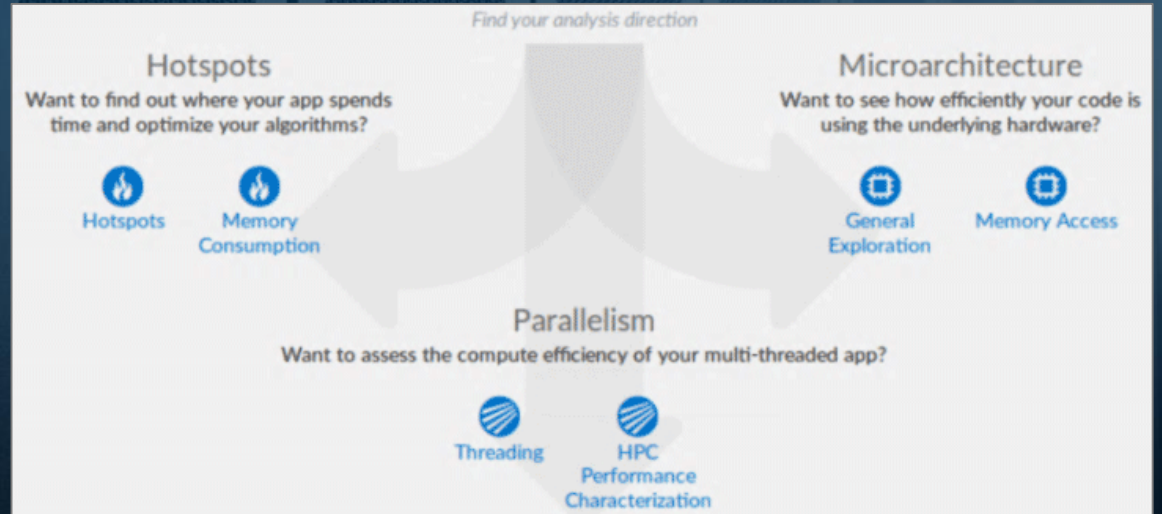 Find your analysis direction
Hotspots
Want to find out where your app spends
time and optimize your algorithms?
Hotspots
Memory
Consumption
Microarchitecture
Want to see how efficiently your code is
using the underlying hardware?
General
Exploration
Memory Access
Parallelism
Want to assess the compute efficiency of your multi-threaded app?
Threading
HPC
Performance
Characterization